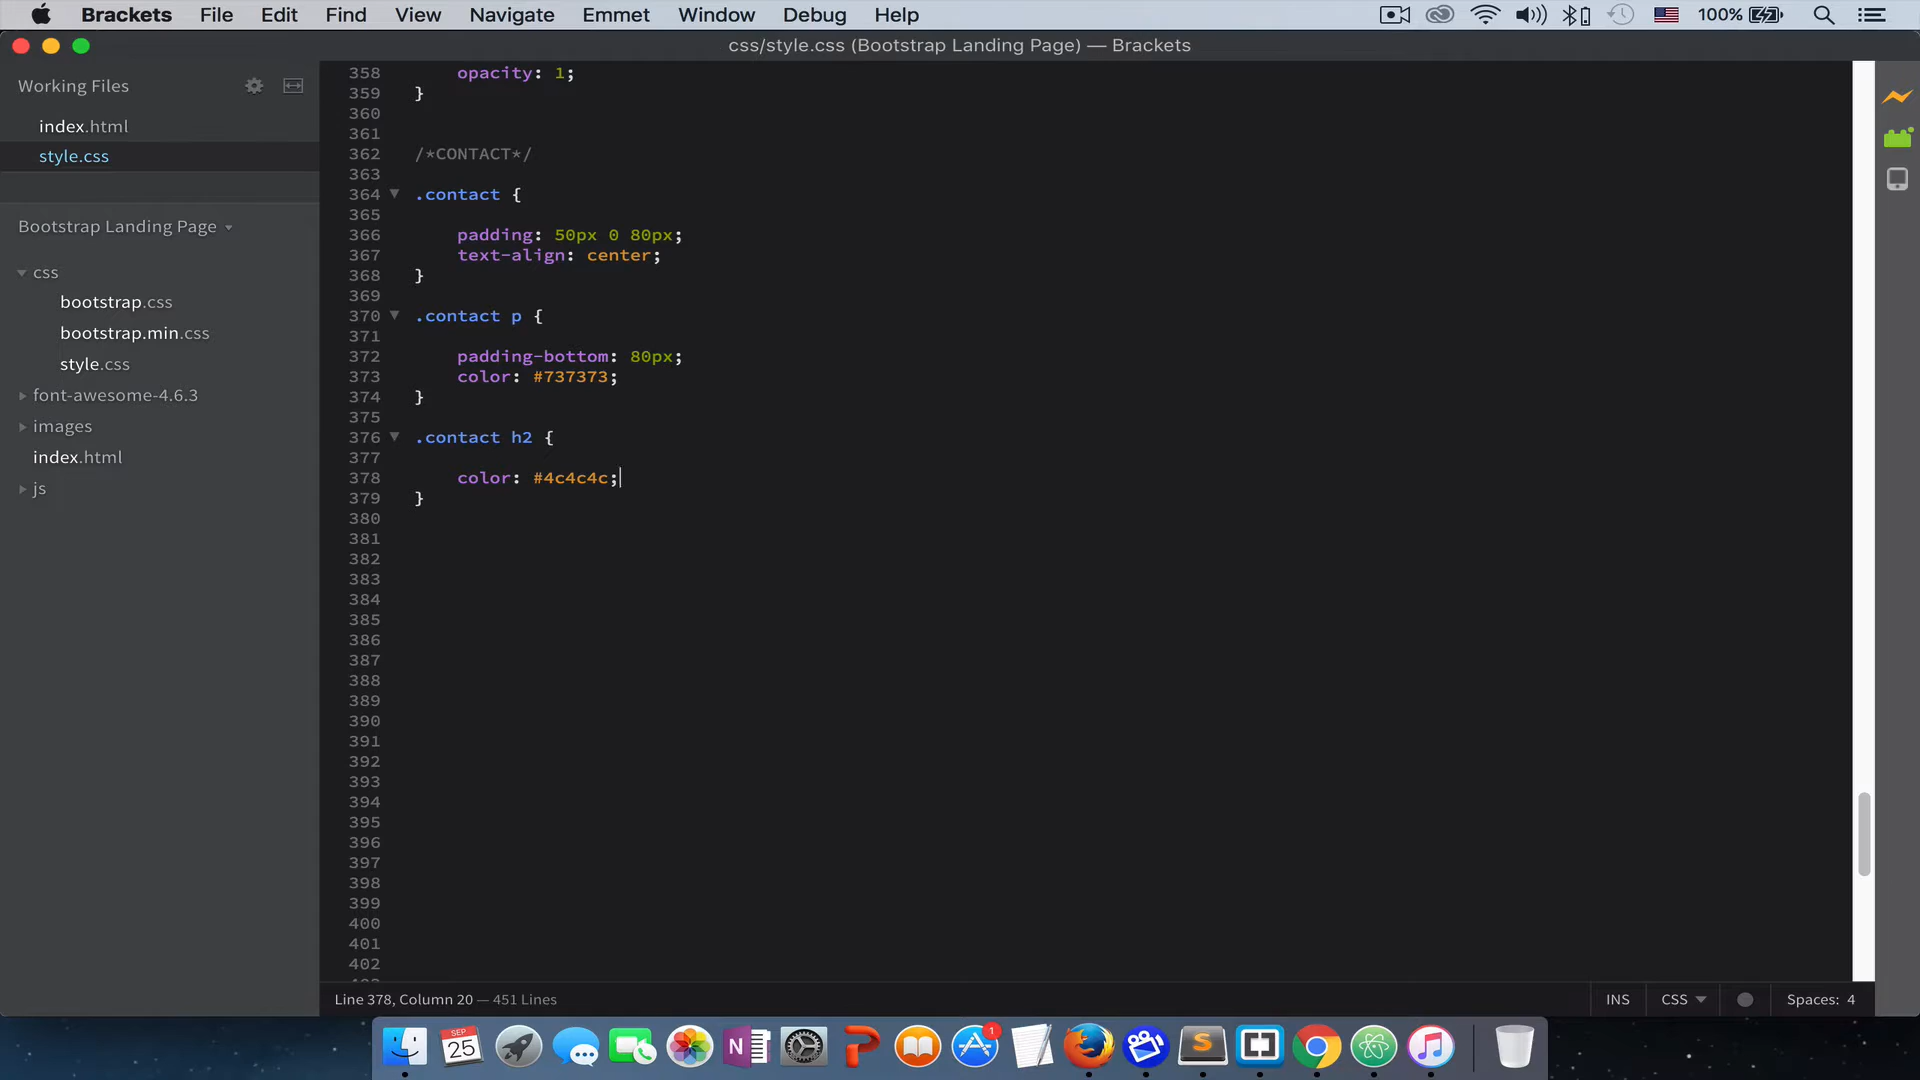 Brackets File Edit Find View Navigate Emmet Window Debug Help 100%
css/style.css (Bootstrap Landing Page) — Brackets
Working Files
index.html
style.css
Bootstrap Landing Page
css
bootstrap.css
bootstrap.min.css
style.css
font-awesome-4.6.3
images
index.html
js
358 opacity: 1;
359 }
360
361
362 /*CONTACT*/
363
364 .contact {
365
366 padding: 50px 0 80px;
367 text-align: center;
368 }
369
370 .contact p {
371
372 padding-bottom: 80px;
373 color: #737373;
374 }
375
376 .contact h2 {
377
378 color: #4c4c4c;
379 }
380
381
382
383
384
385
386
387
388
389
390
391
392
393
394
395
396
397
398
399
400
401
402
Line 378, Column 20 — 451 Lines
INS CSS Spaces: 4
SEP
25
N
1
S